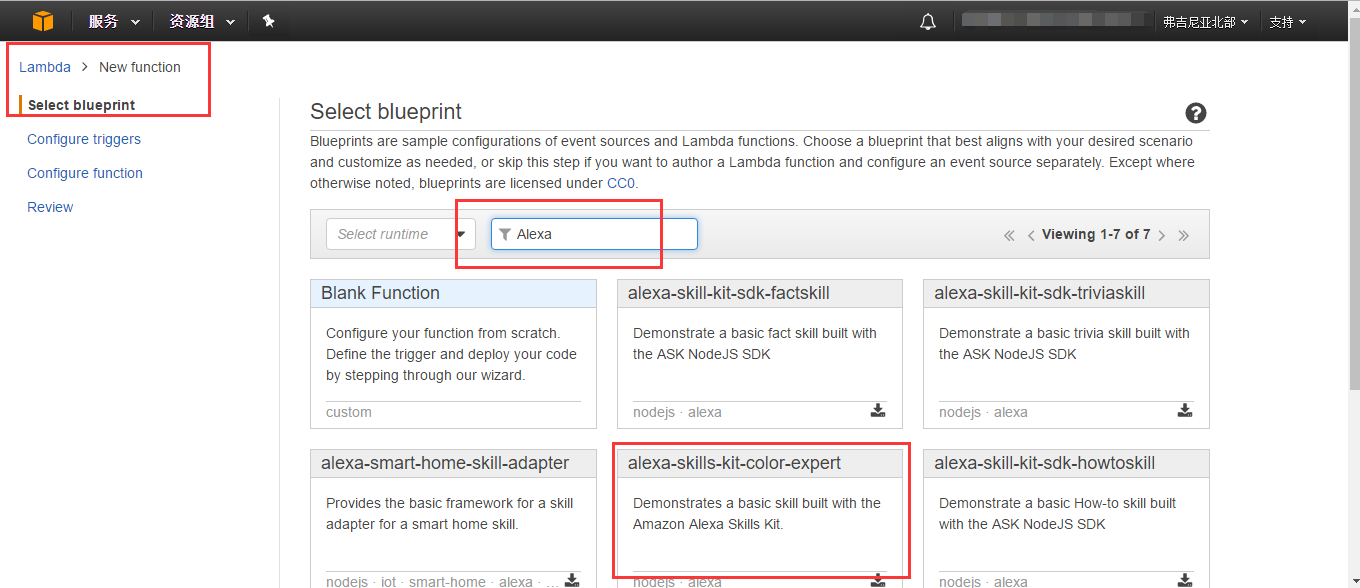 服务 资源组 弗吉尼亚北部 支持
Lambda > New function
Select blueprint
Configure triggers
Configure function
Review
Select blueprint
Blueprints are sample configurations of event sources and Lambda functions. Choose a blueprint that best aligns with your desired scenario
and customize as needed, or skip this step if you want to author a Lambda function and configure an event source separately. Except where
otherwise noted, blueprints are licensed under CC0.
Select runtime Alexa « < Viewing 1-7 of 7 > »
Blank Function
Configure your function from scratch.
Define the trigger and deploy your code
by stepping through our wizard.
custom
alexa-skill-kit-sdk-factskill
Demonstrate a basic fact skill built with
the ASK NodeJS SDK
nodejs · alexa
alexa-skill-kit-sdk-triviaskill
Demonstrate a basic trivia skill built with
the ASK NodeJS SDK
nodejs · alexa
alexa-smart-home-skill-adapter
Provides the basic framework for a skill
adapter for a smart home skill.
nodejs · iot · smart-home · alexa · ...
alexa-skills-kit-color-expert
Demonstrates a basic skill built with the
Amazon Alexa Skills Kit.
nodejs · alexa
alexa-skill-kit-sdk-howtoskill
Demonstrate a basic How-to skill built
with the ASK NodeJS SDK
nodejs · alexa